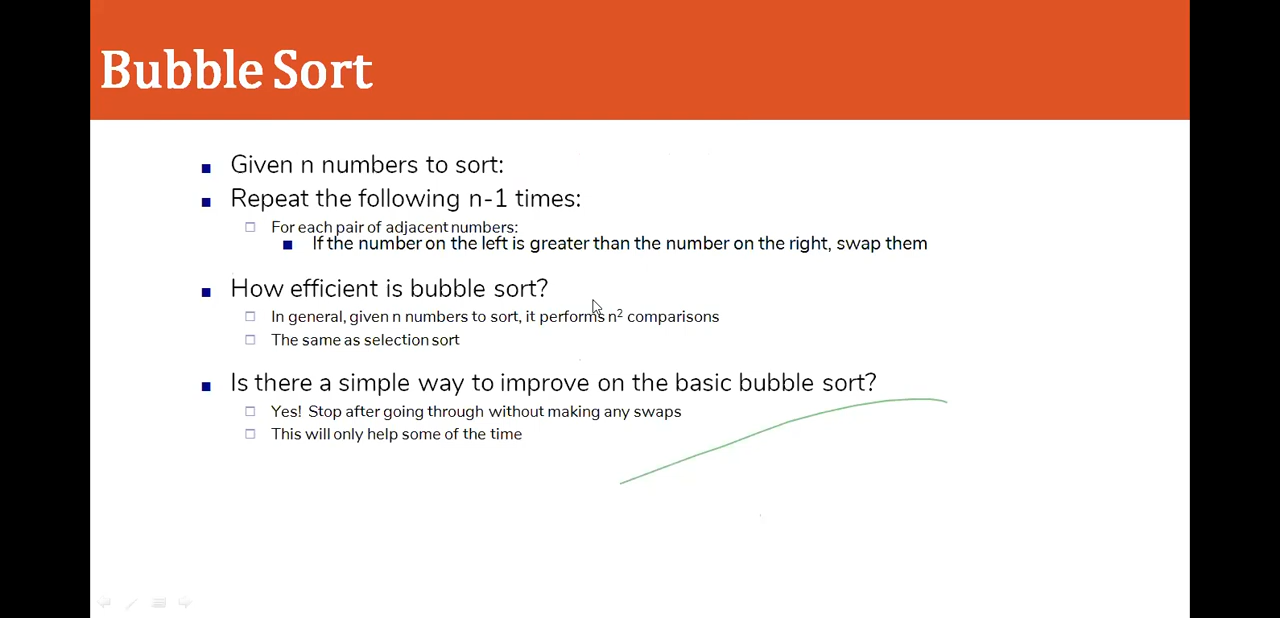 Bubble Sort
Given n numbers to sort:
Repeat the following n-1 times:
For each pair of adjacent numbers:
If the number on the left is greater than the number on the right, swap them
How efficient is bubble sort?
In general, given n numbers to sort, it performs n² comparisons
The same as selection sort
Is there a simple way to improve on the basic bubble sort?
Yes! Stop after going through without making any swaps
This will only help some of the time